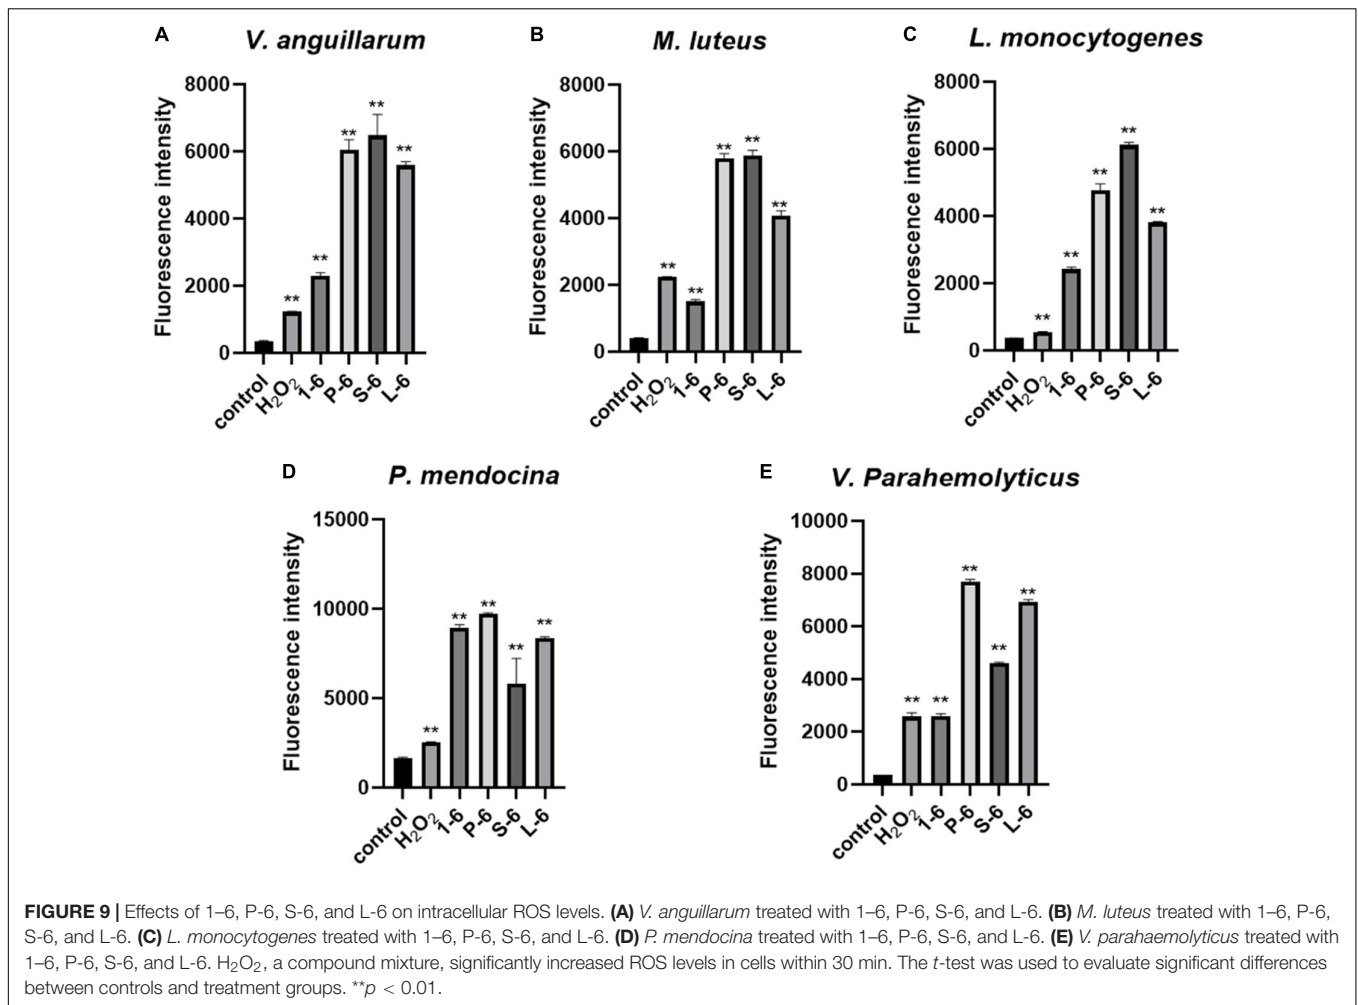 A
V. anguillarum
Fluorescence intensity
8000
6000
4000
2000
0
**
**
**
**
**
control
H₂O₂
1-6
P-6
S-6
L-6
B
M. luteus
Fluorescence intensity
8000
6000
4000
2000
0
**
**
**
**
**
control
H₂O₂
1-6
P-6
S-6
L-6
C
L. monocytogenes
Fluorescence intensity
8000
6000
4000
2000
0
**
**
**
**
**
control
H₂O₂
1-6
P-6
S-6
L-6
D
P. mendocina
Fluorescence intensity
15000
10000
5000
0
**
**
**
**
**
control
H₂O₂
1-6
P-6
S-6
L-6
E
V. Parahemolyticus
Fluorescence intensity
10000
8000
6000
4000
2000
0
**
**
**
**
**
control
H₂O₂
1-6
P-6
S-6
L-6
FIGURE 9 | Effects of 1–6, P-6, S-6, and L-6 on intracellular ROS levels. (A) V. anguillarum treated with 1–6, P-6, S-6, and L-6. (B) M. luteus treated with 1–6, P-6,
S-6, and L-6. (C) L. monocytogenes treated with 1–6, P-6, S-6, and L-6. (D) P. mendocina treated with 1–6, P-6, S-6, and L-6. (E) V. parahaemolyticus treated with
1–6, P-6, S-6, and L-6. H₂O₂, a compound mixture, significantly increased ROS levels in cells within 30 min. The t-test was used to evaluate significant differences
between controls and treatment groups. **p < 0.01.